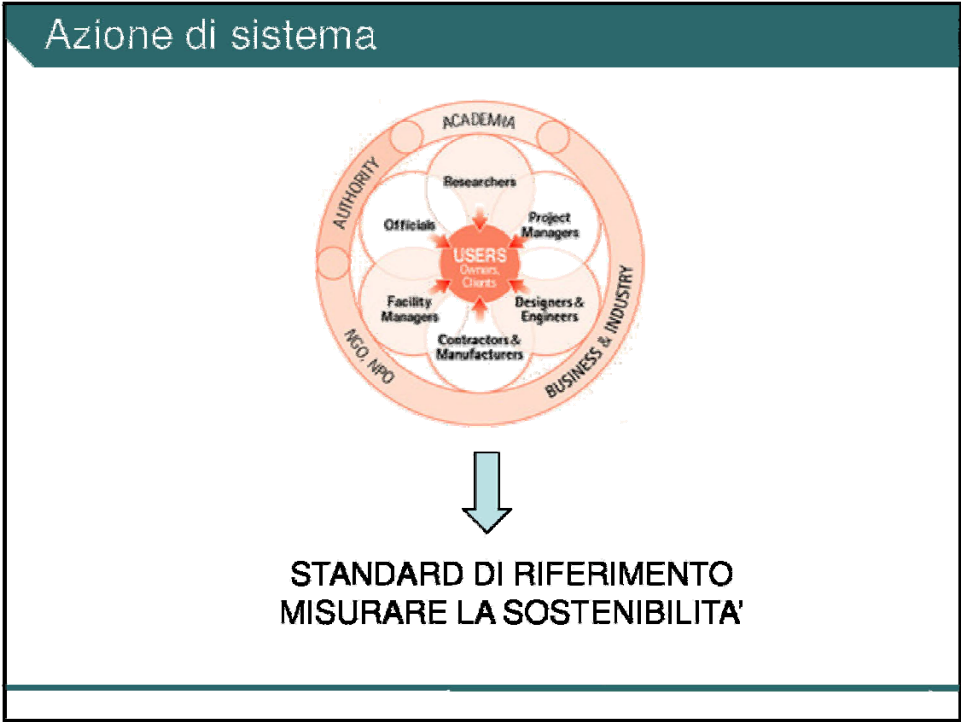 Azione di sistema
ACADEMIA
AUTHORITY
Researchers
Officials
Project
Managers
USERS
Owners,
Clients
Facility
Managers
Designers &
Engineers
Contractors &
Manufacturers
NGO, NPO
BUSINESS & INDUSTRY
STANDARD DI RIFERIMENTO
MISURARE LA SOSTENIBILITA’